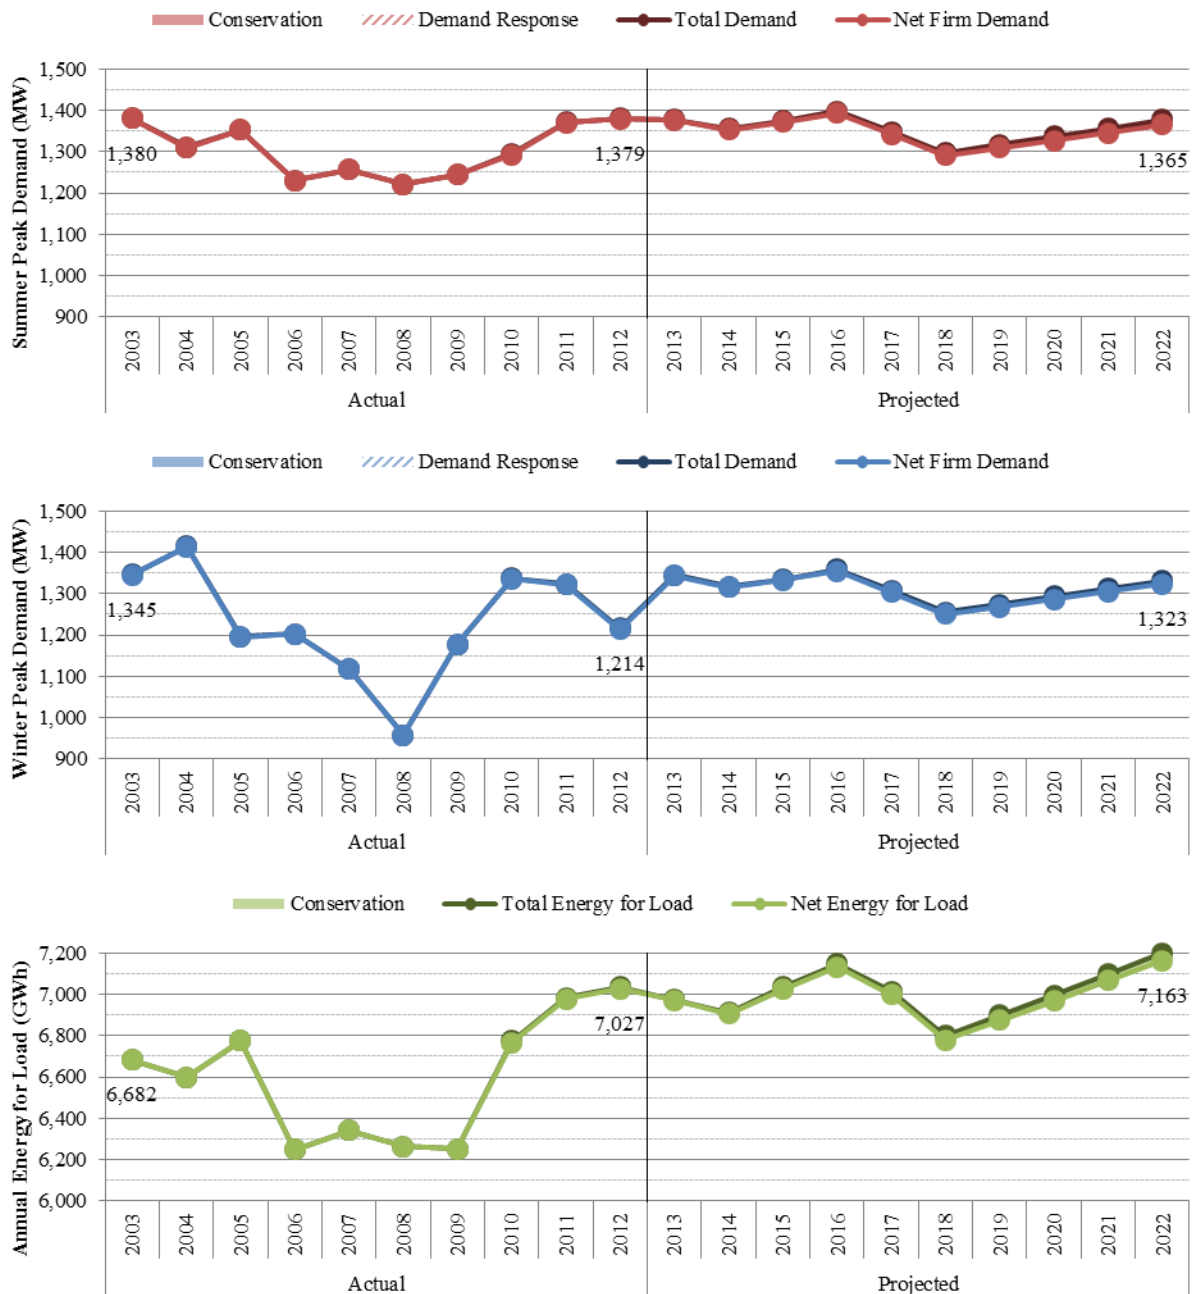 Conservation Demand Response Total Demand Net Firm Demand
Summer Peak Demand (MW)
1,500
1,400
1,300
1,200
1,100
1,000
900
1,380
1,379
1,365
2003 2004 2005 2006 2007 2008 2009 2010 2011 2012 2013 2014 2015 2016 2017 2018 2019 2020 2021 2022
Actual Projected
Conservation Demand Response Total Demand Net Firm Demand
Winter Peak Demand (MW)
1,500
1,400
1,300
1,200
1,100
1,000
900
1,345
1,214
1,323
2003 2004 2005 2006 2007 2008 2009 2010 2011 2012 2013 2014 2015 2016 2017 2018 2019 2020 2021 2022
Actual Projected
Conservation Total Energy for Load Net Energy for Load
Annual Energy for Load (GWh)
7,200
7,000
6,800
6,600
6,400
6,200
6,000
6,682
7,027
7,163
2003 2004 2005 2006 2007 2008 2009 2010 2011 2012 2013 2014 2015 2016 2017 2018 2019 2020 2021 2022
Actual Projected